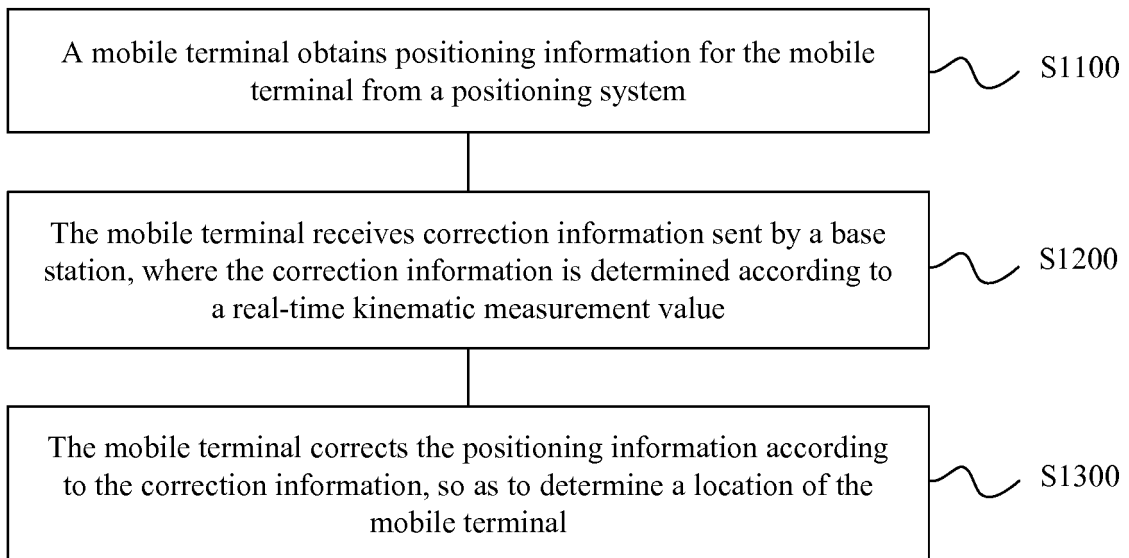 A mobile terminal obtains positioning information for the mobile
terminal from a positioning system
S1100
The mobile terminal receives correction information sent by a base
station, where the correction information is determined according to
a real-time kinematic measurement value
S1200
The mobile terminal corrects the positioning information according
to the correction information, so as to determine a location of the
mobile terminal
S1300